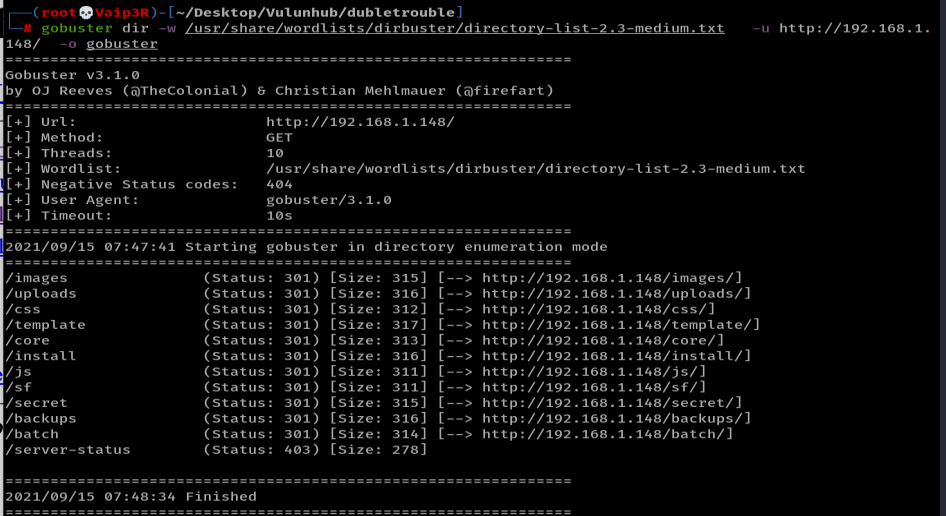 ┌──(root💀Vaip3R)-[~/Desktop/Vulunhub/dubletrouble]
└─# gobuster dir -w /usr/share/wordlists/dirbuster/directory-list-2.3-medium.txt   -u http://192.168.1.
148/  -o gobuster
===============================================================
Gobuster v3.1.0
by OJ Reeves (@TheColonial) & Christian Mehlmauer (@firefart)
===============================================================
[+] Url:                     http://192.168.1.148/
[+] Method:                  GET
[+] Threads:                 10
[+] Wordlist:                /usr/share/wordlists/dirbuster/directory-list-2.3-medium.txt
[+] Negative Status codes:   404
[+] User Agent:              gobuster/3.1.0
[+] Timeout:                 10s
===============================================================
2021/09/15 07:47:41 Starting gobuster in directory enumeration mode
===============================================================
/images               (Status: 301) [Size: 315] [--> http://192.168.1.148/images/]
/uploads              (Status: 301) [Size: 316] [--> http://192.168.1.148/uploads/]
/css                  (Status: 301) [Size: 312] [--> http://192.168.1.148/css/]
/template             (Status: 301) [Size: 317] [--> http://192.168.1.148/template/]
/core                 (Status: 301) [Size: 313] [--> http://192.168.1.148/core/]
/install              (Status: 301) [Size: 316] [--> http://192.168.1.148/install/]
/js                   (Status: 301) [Size: 311] [--> http://192.168.1.148/js/]
/sf                   (Status: 301) [Size: 311] [--> http://192.168.1.148/sf/]
/secret               (Status: 301) [Size: 315] [--> http://192.168.1.148/secret/]
/backups              (Status: 301) [Size: 316] [--> http://192.168.1.148/backups/]
/batch                (Status: 301) [Size: 314] [--> http://192.168.1.148/batch/]
/server-status        (Status: 403) [Size: 278]
===============================================================
2021/09/15 07:48:34 Finished
===============================================================